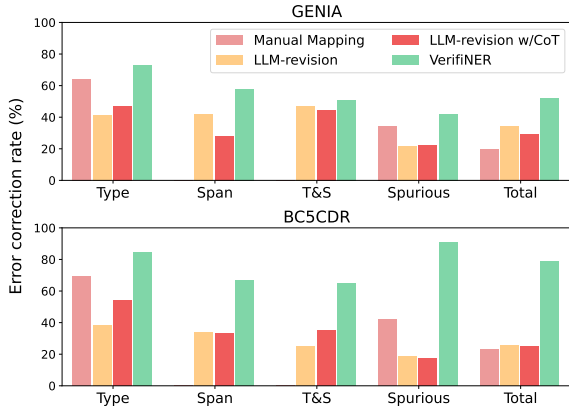 GENIA
Error correction rate (%)
100
80
60
40
20
0
Manual Mapping
LLM-revision
LLM-revision w/CoT
VerifiNER
Type Span T&S Spurious Total
BC5CDR
100
80
60
40
20
0
Type Span T&S Spurious Total